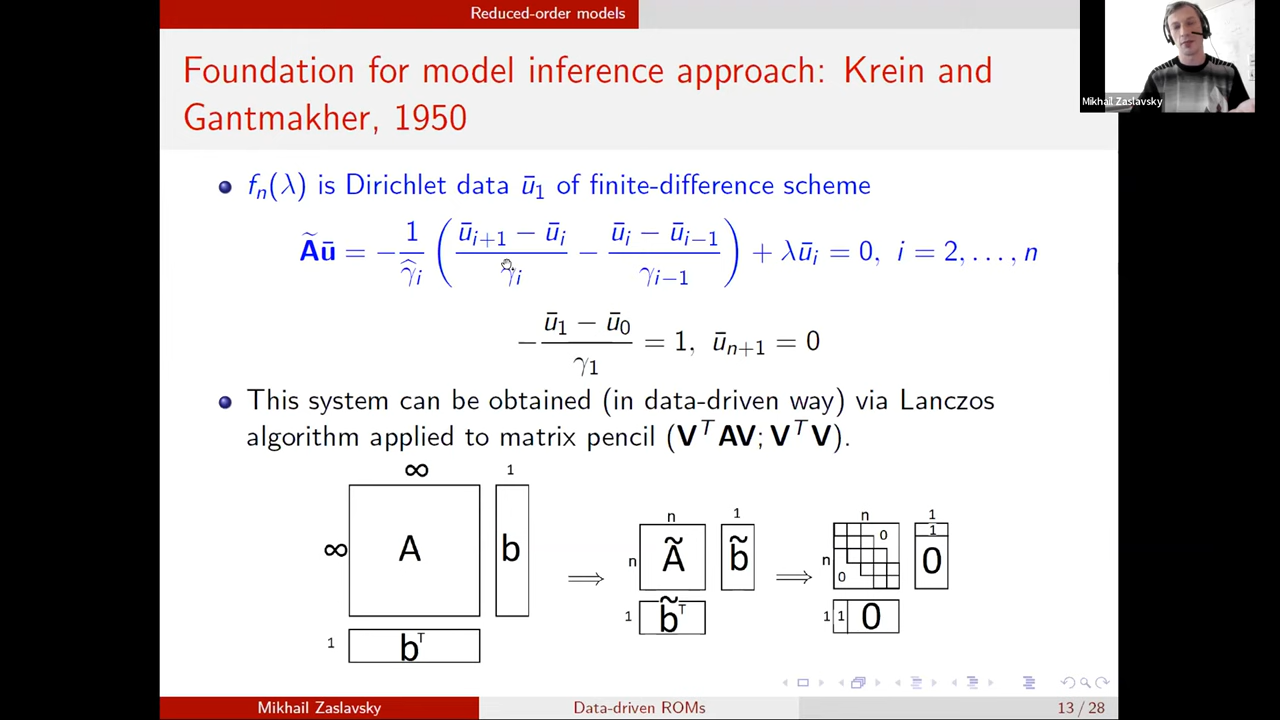 Reduced-order models
Foundation for model inference approach: Krein and
Gantmakher, 1950
Mikhail Zaslavsky
fₙ(λ) is Dirichlet data ū₁ of finite-difference scheme
Ãū = −1/γ̂ᵢ ( (ūᵢ₊₁ − ūᵢ)/γᵢ − (ūᵢ − ūᵢ₋₁)/γᵢ₋₁ ) + λūᵢ = 0, i = 2, . . . , n
−(ū₁ − ū₀)/γ₁ = 1, ūₙ₊₁ = 0
This system can be obtained (in data-driven way) via Lanczos
algorithm applied to matrix pencil (VᵀAV; VᵀV).
∞ 1
∞ A b
1 bᵀ
⟹
n 1
n Ã b̃
1 b̃ᵀ
⟹
n 1
n 0 0 1 0
1 1 0
Mikhail Zaslavsky
Data-driven ROMs
13 / 28